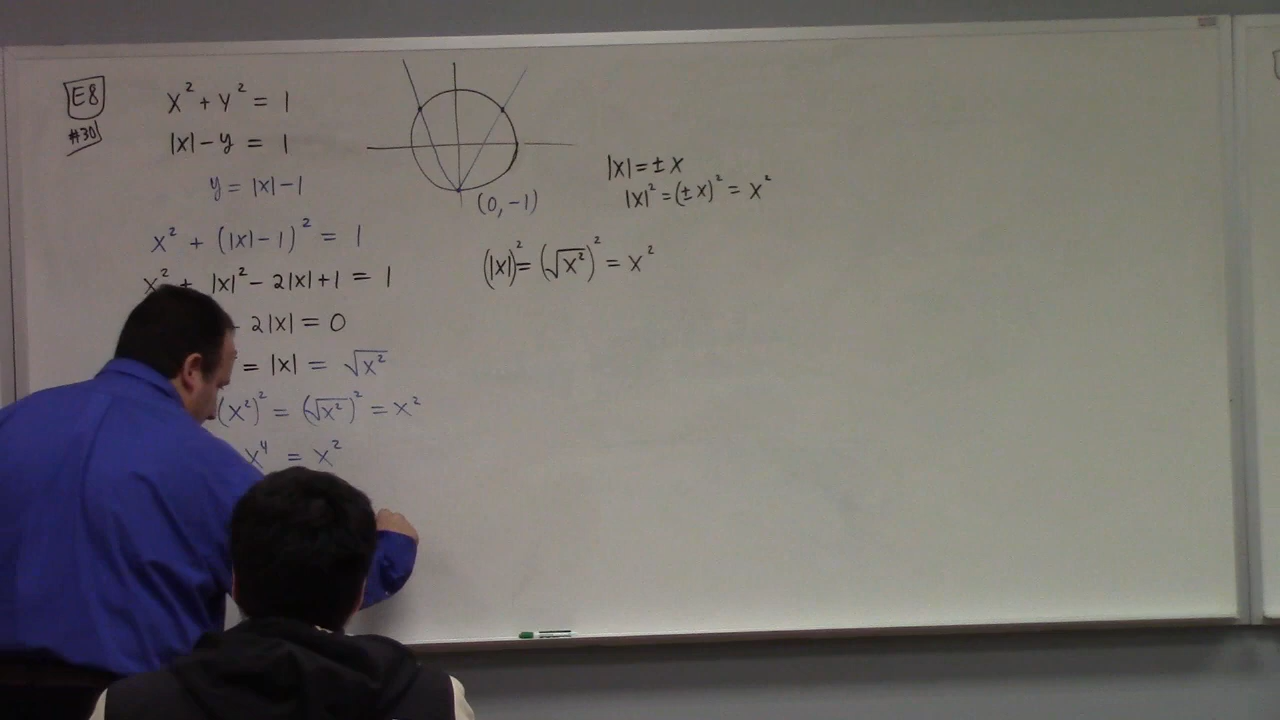 E8
#30
x² + y² = 1
|x| - y = 1
y = |x| - 1
x² + (|x| - 1)² = 1
x² + |x|² - 2|x| + 1 = 1
- 2|x| = 0
= |x| = √x²
(x²)² = (√x²)² = x²
x⁴ = x²
(0, -1)
|x| = ± x
|x|² = (± x)² = x²
(|x|)² = (√x²)² = x²